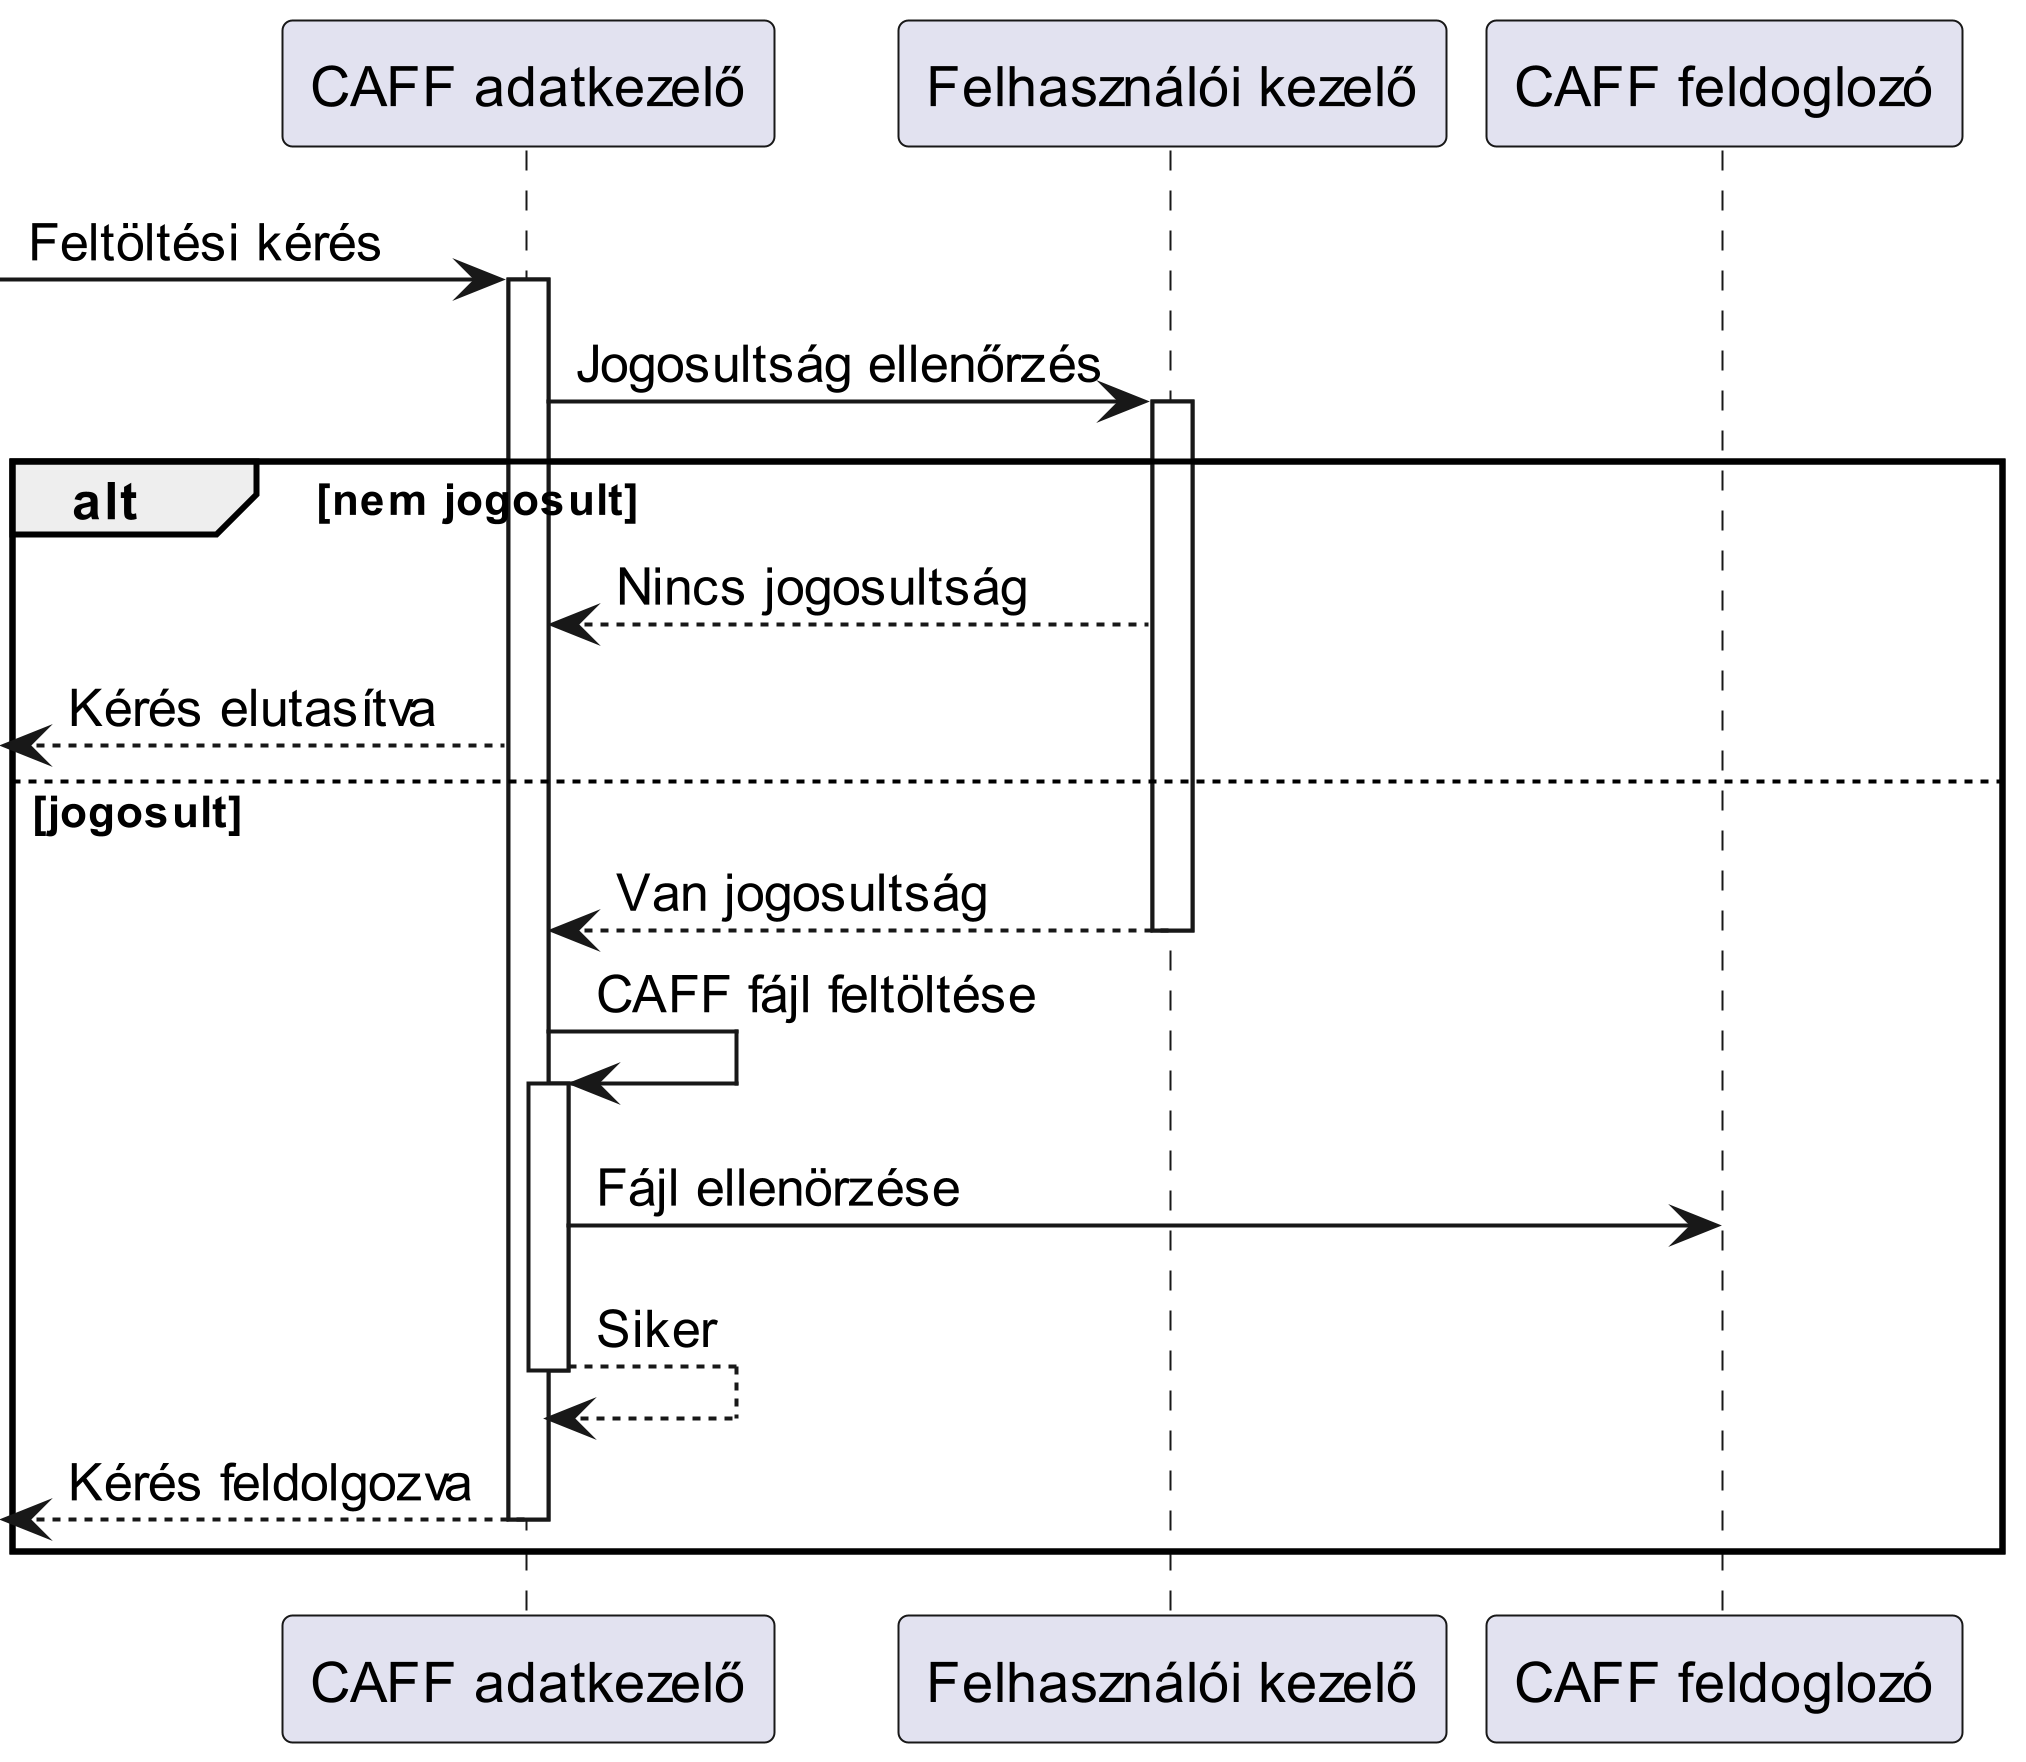 CAFF adatkezelő
Felhasználói kezelő
CAFF feldoglozó
Feltöltési kérés
Jogosultság ellenőrzés
alt
[nem jogosult]
Nincs jogosultság
Kérés elutasítva
[jogosult]
Van jogosultság
CAFF fájl feltöltése
Fájl ellenörzése
Siker
Kérés feldolgozva
CAFF adatkezelő
Felhasználói kezelő
CAFF feldoglozó